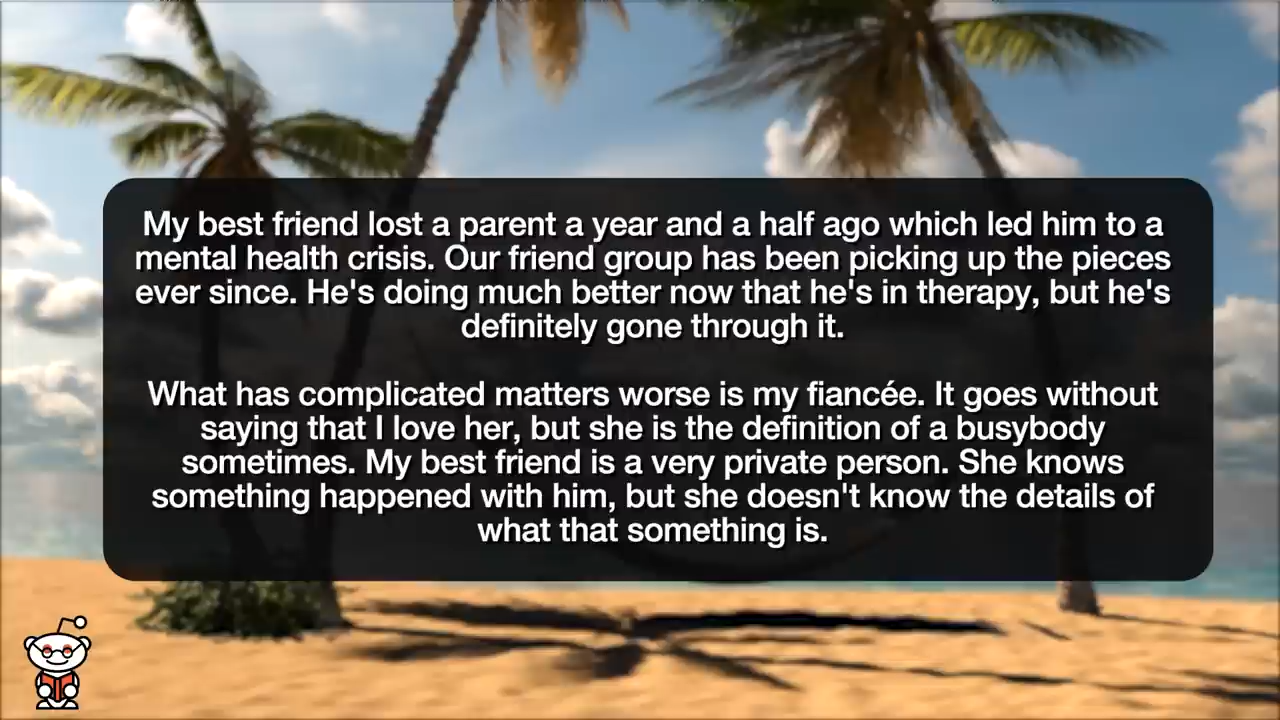 My best friend lost a parent a year and a half ago which led him to a
mental health crisis. Our friend group has been picking up the pieces
ever since. He's doing much better now that he's in therapy, but he's
definitely gone through it.
What has complicated matters worse is my fiancée. It goes without
saying that I love her, but she is the definition of a busybody
sometimes. My best friend is a very private person. She knows
something happened with him, but she doesn't know the details of
what that something is.